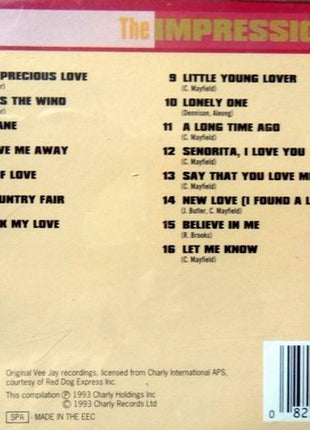 The IMPRESSIO
PRECIOUS LOVE
S THE WIND
ANE
VE ME AWAY
F LOVE
UNTRY FAIR
K MY LOVE
9 LITTLE YOUNG LOVER
(C. Mayfield)
10 LONELY ONE
(Dennison, Aleong)
11 A LONG TIME AGO
(C. Mayfield)
12 SENORITA, I LOVE YOU
(C. Mayfield)
13 SAY THAT YOU LOVE ME
(C. Mayfield)
14 NEW LOVE (I FOUND A L
(J. Butler, C. Mayfield)
15 BELIEVE IN ME
(R. Brooks)
16 LET ME KNOW
(C. Mayfield)
Original Vee Jay recordings, licensed from Charly International APS,
courtesy of Red Dog Express Inc.
This compilation Ⓟ 1993 Charly Holdings Inc
© 1993 Charly Records Ltd
SPA - MADE IN THE EEC
0 82